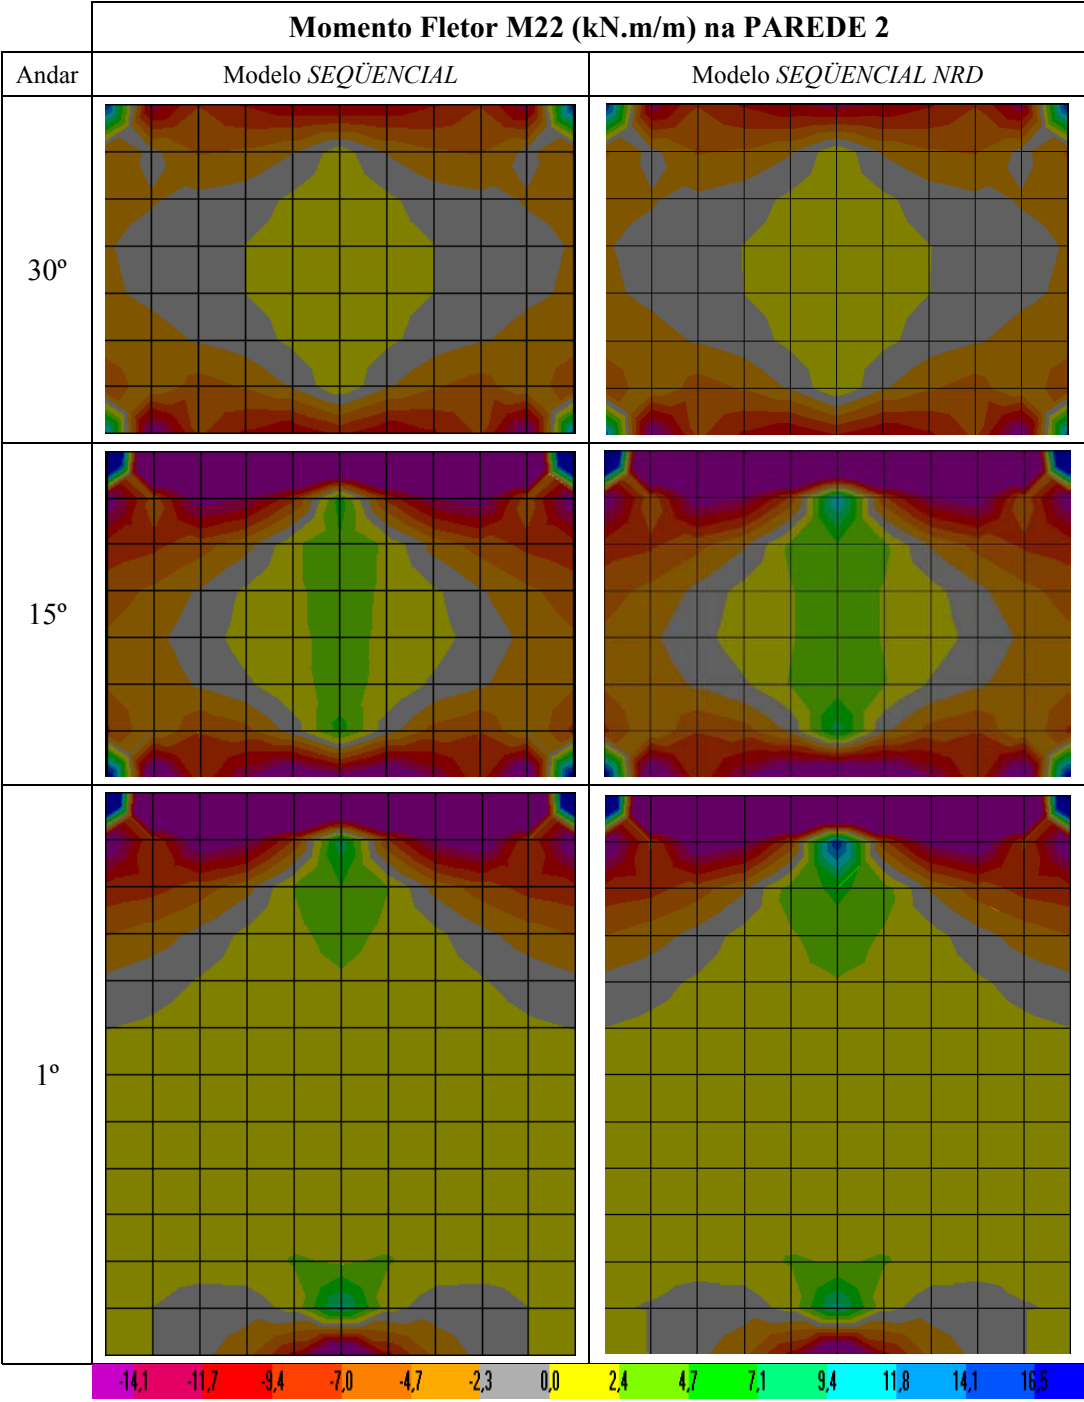 Momento Fletor M22 (kN.m/m) na PAREDE 2
Andar Modelo SEQÜENCIAL Modelo SEQÜENCIAL NRD
30º
15º
1º
-14,1 -11,7 -9,4 -7,0 -4,7 -2,3 0,0 2,4 4,7 7,1 9,4 11,8 14,1 16,5